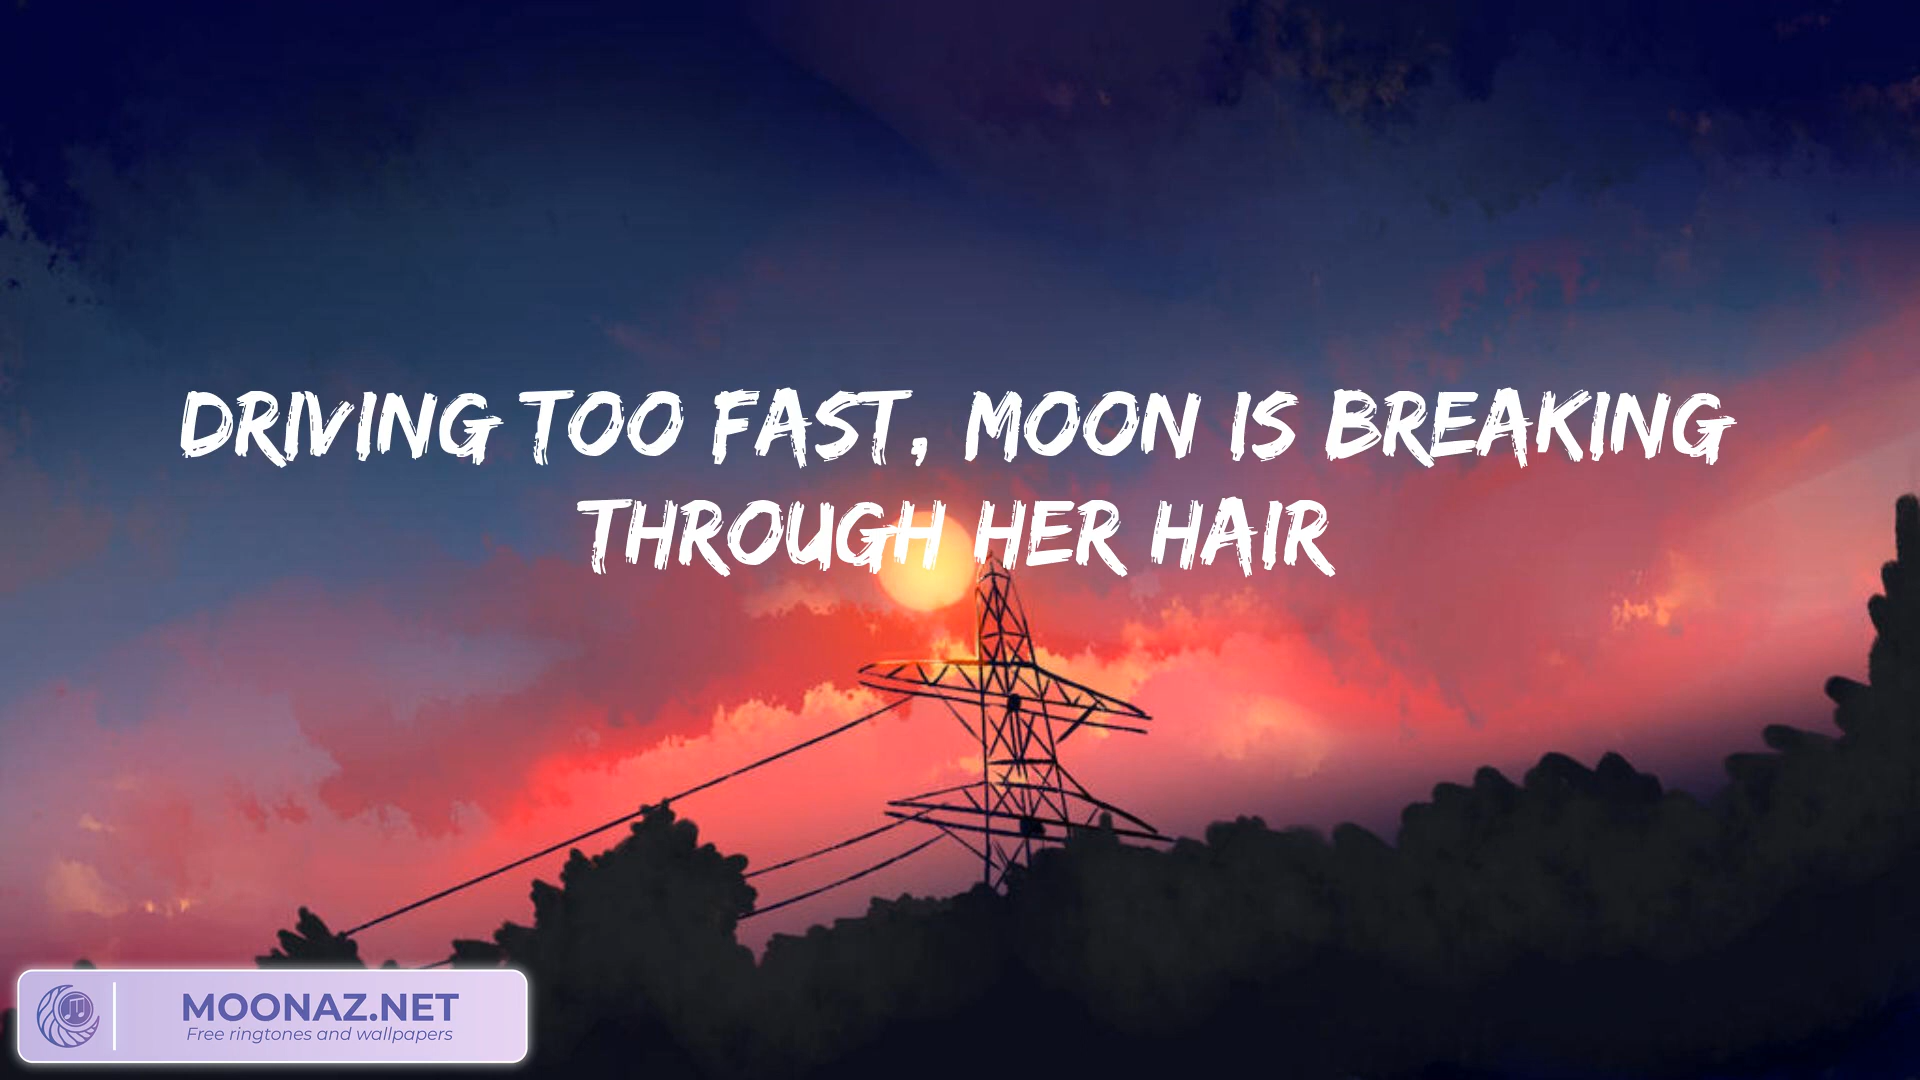 DRIVING TOO FAST, MOON IS BREAKING
THROUGH HER HAIR
MOONAZ.NET
Free ringtones and wallpapers